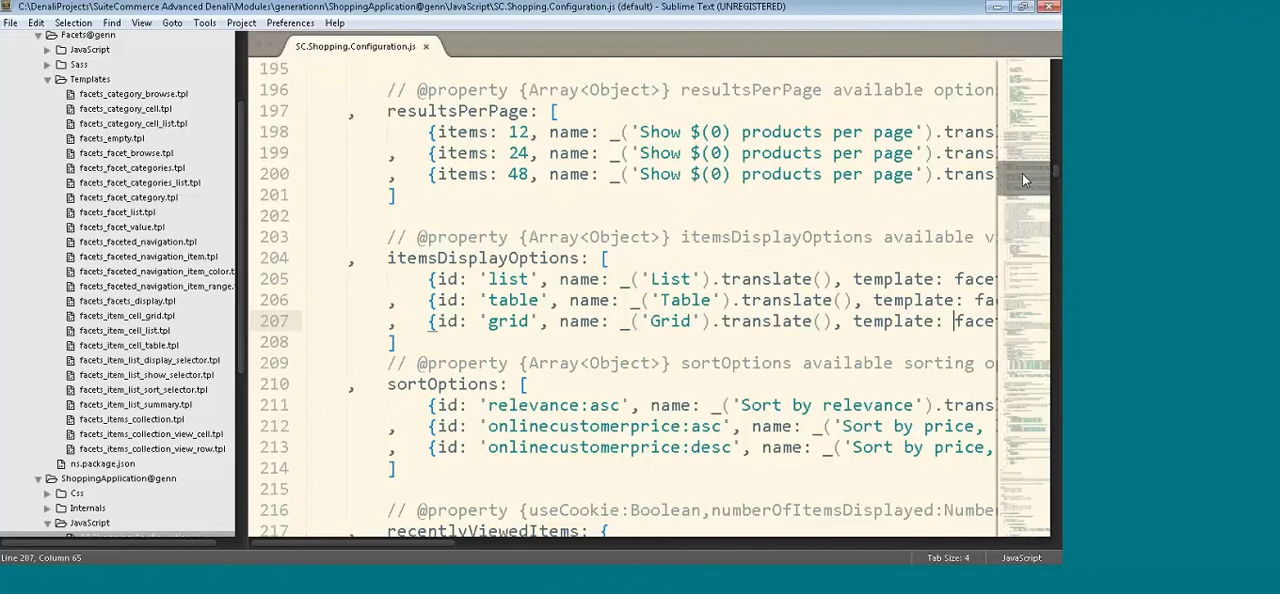 C:\DenaliProjects\SuiteCommerce Advanced Denali\Modules\generationn\ShoppingApplication@genn\JavaScript\SC.Shopping.Configuration.js (default) - Sublime Text (UNREGISTERED)
File Edit Selection Find View Goto Tools Project Preferences Help
Facets@genn
JavaScript
Sass
Templates
facets_category_browse.tpl
facets_category_cell.tpl
facets_category_cell_list.tpl
facets_empty.tpl
facets_facet_browse.tpl
facets_facet_categories.tpl
facets_facet_categories_list.tpl
facets_facet_category.tpl
facets_facet_list.tpl
facets_facet_value.tpl
facets_faceted_navigation.tpl
facets_faceted_navigation_item.tpl
facets_faceted_navigation_item_color.t
facets_faceted_navigation_item_range.
facets_facets_display.tpl
facets_item_cell_grid.tpl
facets_item_cell_list.tpl
facets_item_cell_table.tpl
facets_item_list_display_selector.tpl
facets_item_list_show_selector.tpl
facets_item_list_sort_selector.tpl
facets_item_list_summary.tpl
facets_items_collection.tpl
facets_items_collection_view_cell.tpl
facets_items_collection_view_row.tpl
ns.package.json
ShoppingApplication@genn
Css
Internals
JavaScript
SC.Shopping.Configuration.js
195
196 // @property {Array<Object>} resultsPerPage available option
197 , resultsPerPage: [
198 {items: 12, name: _('Show $(0) products per page').trans
199 , {items: 24, name: _('Show $(0) products per page').trans
200 , {items: 48, name: _('Show $(0) products per page').trans
201 ]
202
203 // @property {Array<Object>} itemsDisplayOptions available v
204 , itemsDisplayOptions: [
205 {id: 'list', name: _('List').translate(), template: face
206 , {id: 'table', name: _('Table').translate(), template: fa
207 , {id: 'grid', name: _('Grid').translate(), template: face
208 ]
209 // @property {Array<Object>} sortOptions available sorting o
210 , sortOptions: [
211 {id: 'relevance:asc', name: _('Sort by relevance').trans
212 , {id: 'onlinecustomerprice:asc', name: _('Sort by price,
213 , {id: 'onlinecustomerprice:desc', name: _('Sort by price,
214 ]
215
216 // @property {useCookie:Boolean,numberOfItemsDisplayed:Numbe
217 , recentlyViewedItems: {
Line 207, Column 65
Tab Size: 4
JavaScript